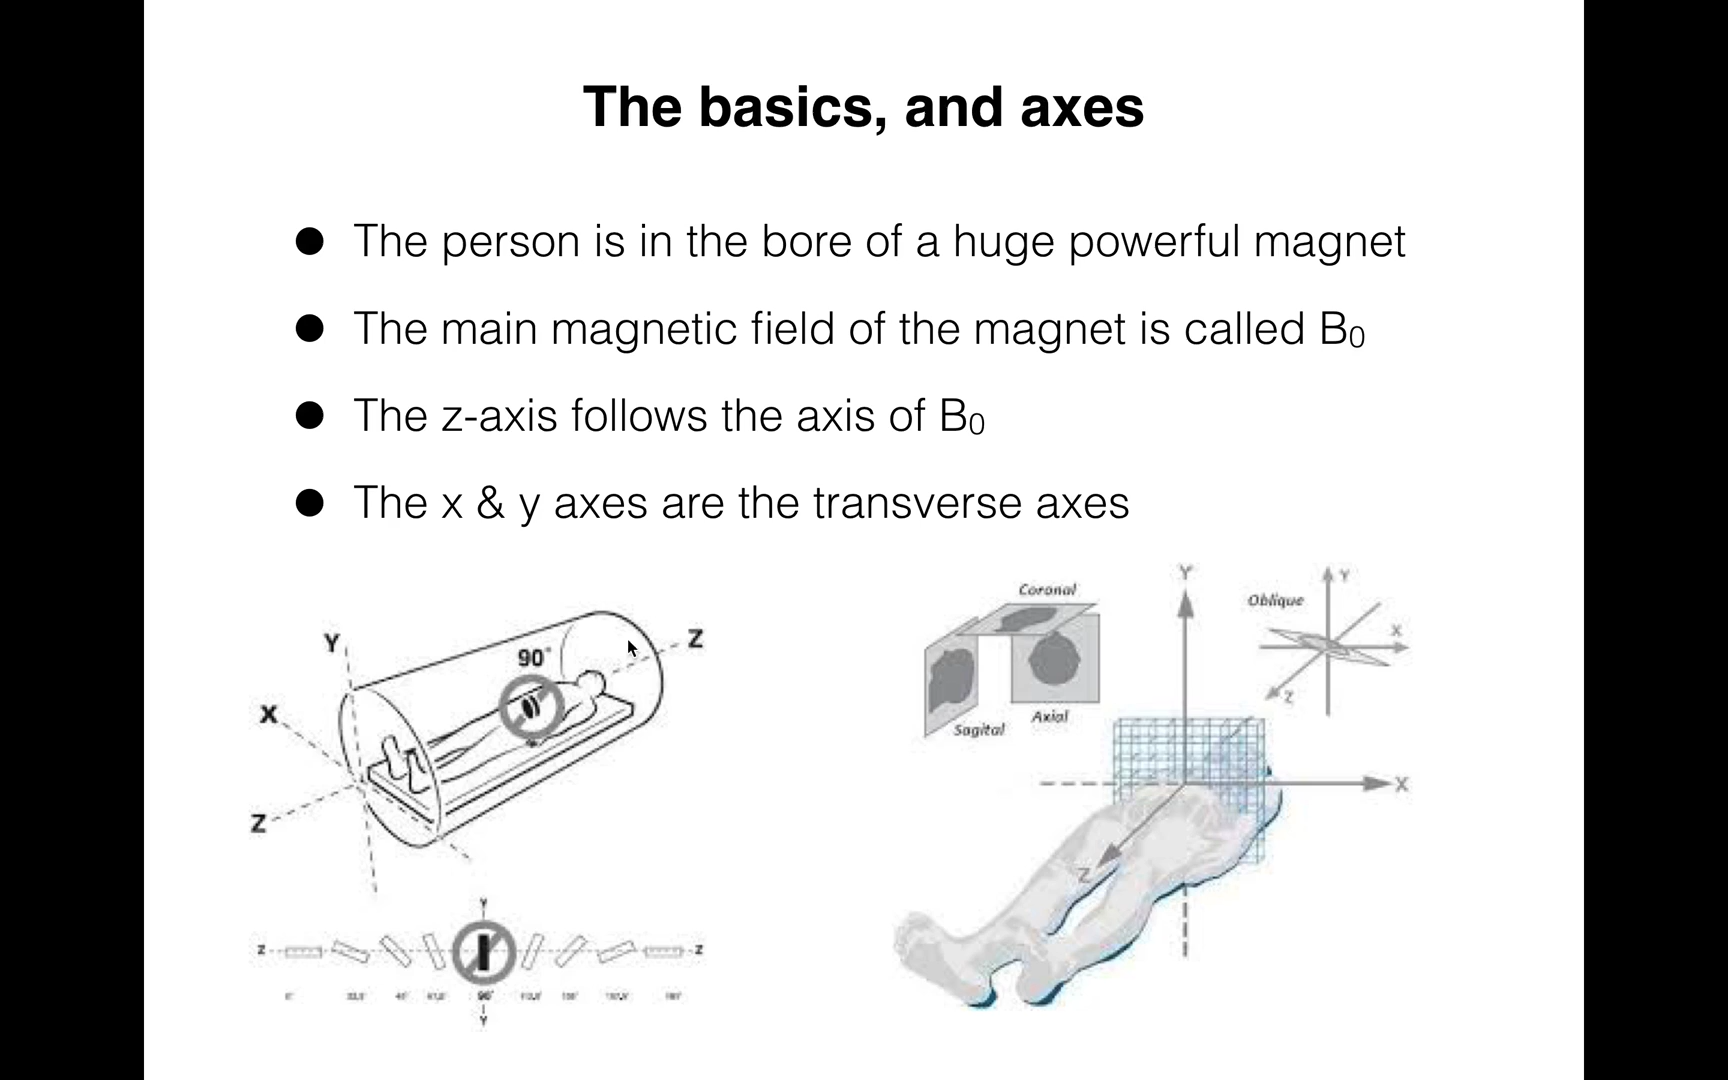 The basics, and axes
● The person is in the bore of a huge powerful magnet
● The main magnetic field of the magnet is called B₀
● The z-axis follows the axis of B₀
● The x & y axes are the transverse axes
Y
90°
Z
X
Z
Y
Z
Z
90°
Y
Coronal
Sagital
Axial
Y
X
Z
Oblique
Y
X
Z